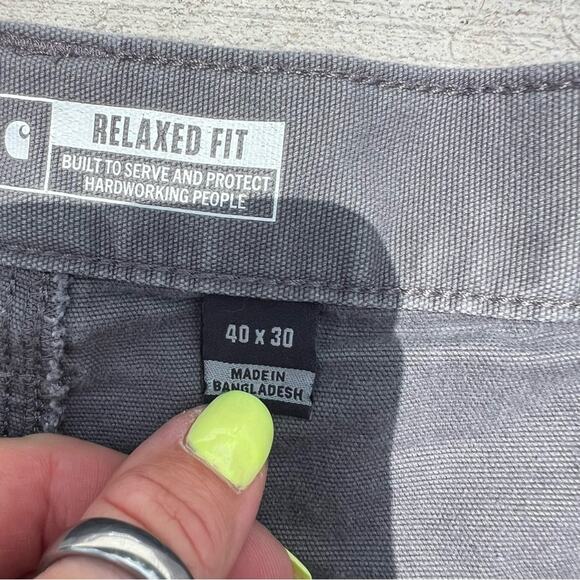 RELAXED FIT
BUILT TO SERVE AND PROTECT
HARDWORKING PEOPLE
40 x 30
MADE IN
BANGLADESH